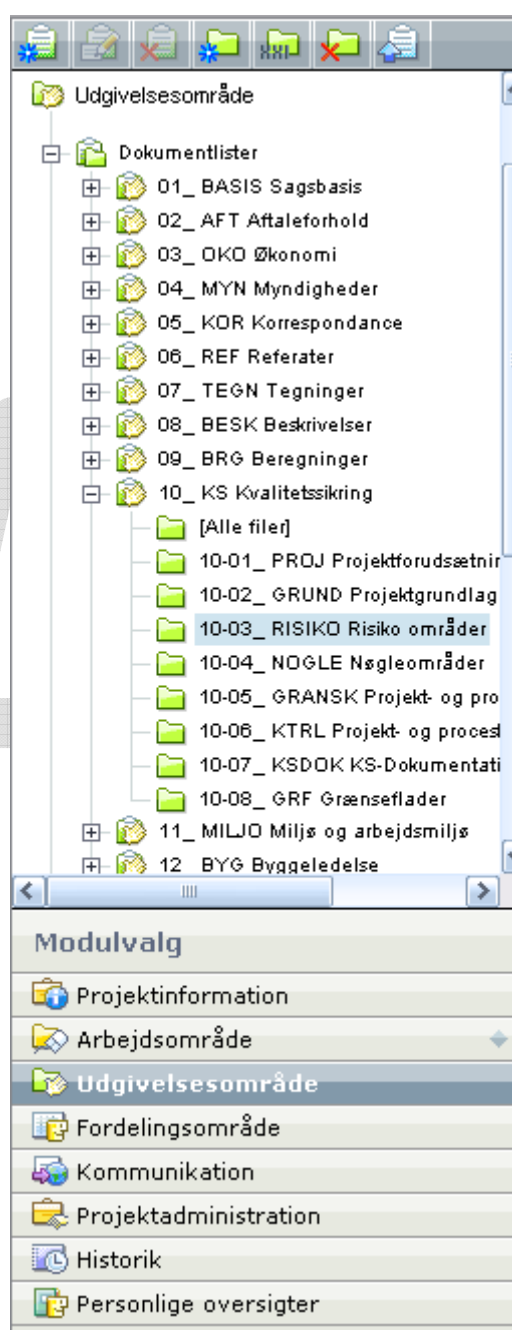 Udgivelsesområde
Dokumentlister
01_ BASIS Sagsbasis
02_ AFT Aftaleforhold
03_ OKO Økonomi
04_ MYN Myndigheder
05_ KOR Korrespondance
06_ REF Referater
07_ TEGN Tegninger
08_ BESK Beskrivelser
09_ BRG Beregninger
10_ KS Kvalitetssikring
[Alle filer]
10-01_ PROJ Projektforudsætnin
10-02_ GRUND Projektgrundlag
10-03_ RISIKO Risiko områder
10-04_ NOGLE Nøgleområder
10-05_ GRANSK Projekt- og pro
10-06_ KTRL Projekt- og proces
10-07_ KSDOK KS-Dokumentati
10-08_ GRF Grænseflader
11_ MILJO Miljø og arbejdsmiljø
12_ BYG Byggeledelse
Modulvalg
Projektinformation
Arbejdsområde
Udgivelsesområde
Fordelingsområde
Kommunikation
Projektadministration
Historik
Personlige oversigter